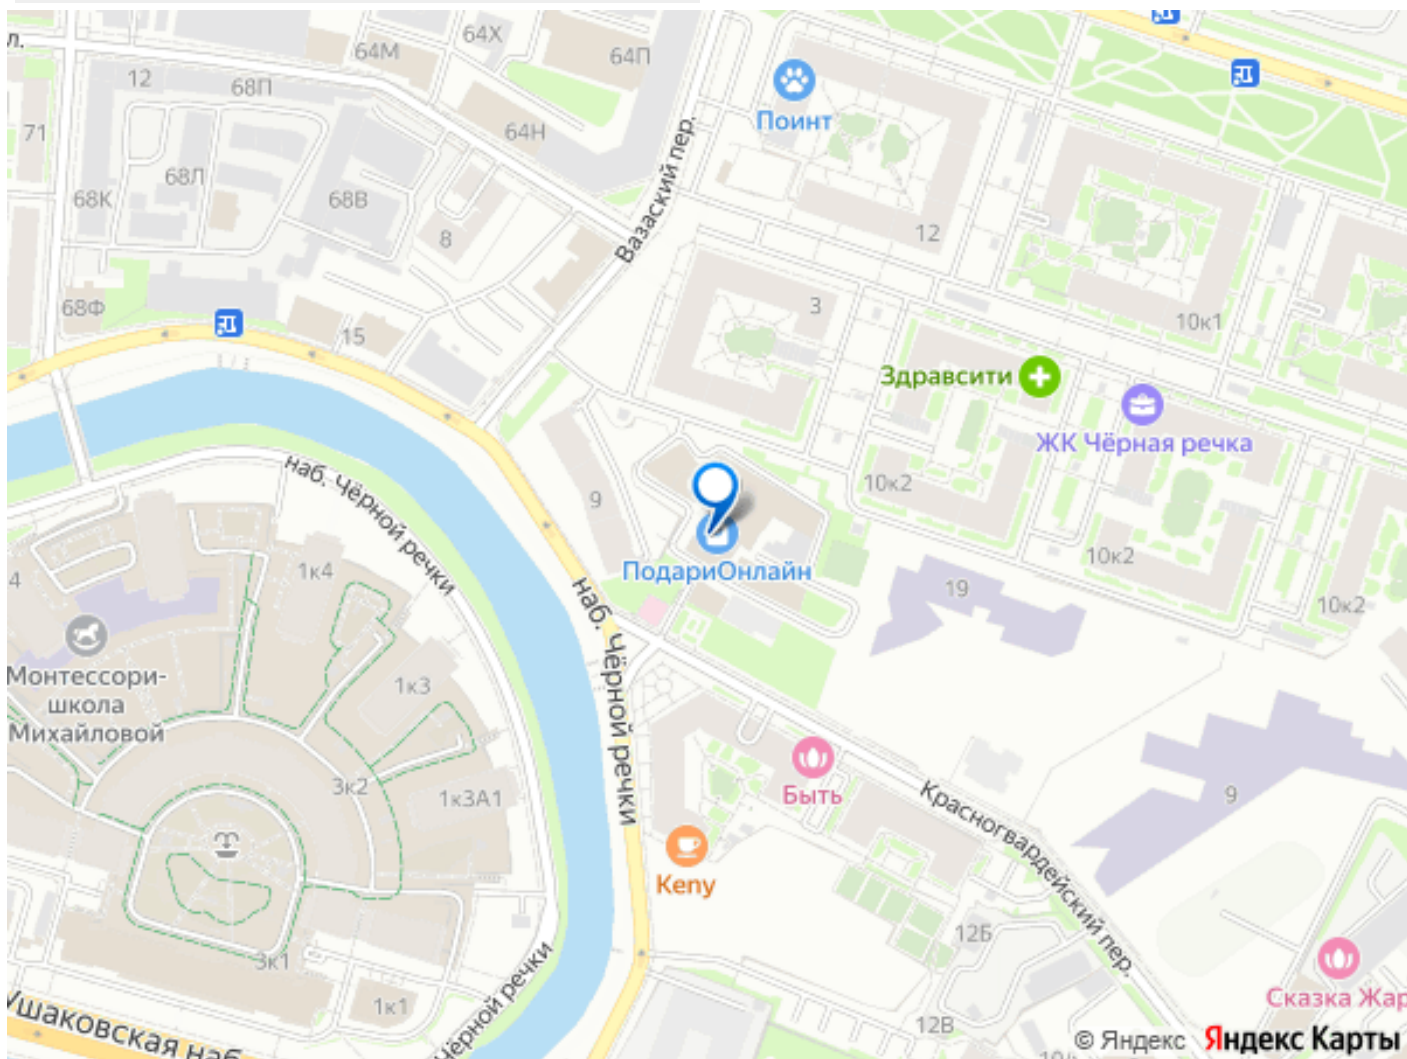 л.
64М
64Х
64П
12
68П
Поинт
71
64Н
68Л
68К
68В
8
Вазаский пер.
12
68Ф
15
3
10к1
Здравсити
ЖК Чёрная речка
наб. Чёрной речки
9
10к2
10к2
ПодариОнлайн
19
10к2
4
1к4
наб. Чёрной речки
Монтессори-
школа
Михайловой
1к3
3к2
1к3А1
Быть
Красногвардейский пер.
9
Keny
12Б
3к1
1к1
Чёрной речки
Ушаковская наб
12В
Сказка Жар
© Яндекс Яндекс Карты